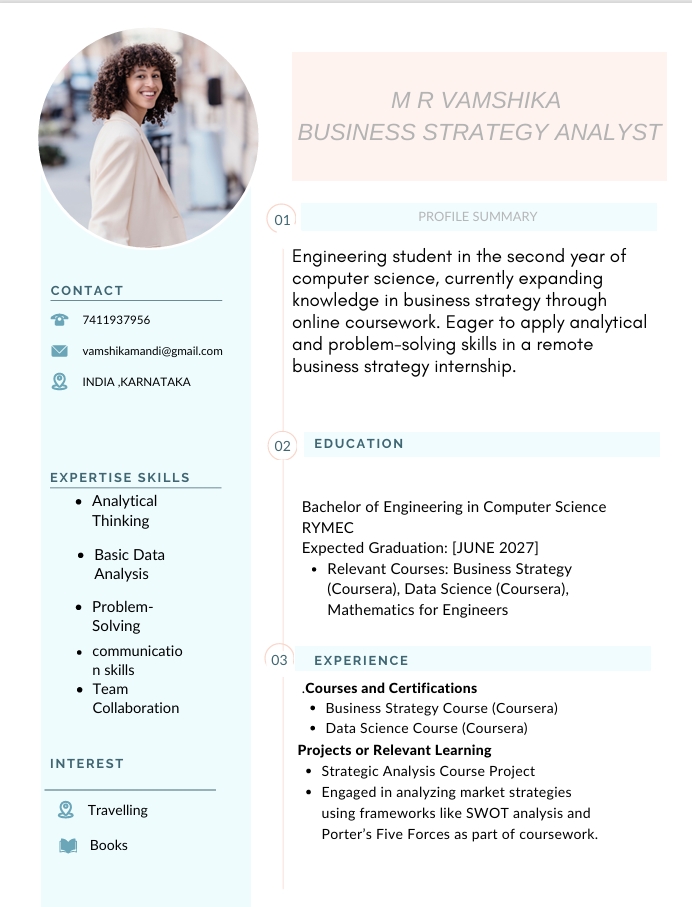 M R VAMSHIKA
BUSINESS STRATEGY ANALYST
CONTACT
7411937956
vamshikamandi@gmail.com
INDIA ,KARNATAKA
EXPERTISE SKILLS
• Analytical
Thinking
• Basic Data
Analysis
• Problem-
Solving
• communicatio
n skills
• Team
Collaboration
INTEREST
Travelling
Books
01
PROFILE SUMMARY
Engineering student in the second year of
computer science, currently expanding
knowledge in business strategy through
online coursework. Eager to apply analytical
and problem-solving skills in a remote
business strategy internship.
02
EDUCATION
Bachelor of Engineering in Computer Science
RYMEC
Expected Graduation: [JUNE 2027]
• Relevant Courses: Business Strategy
(Coursera), Data Science (Coursera),
Mathematics for Engineers
03
EXPERIENCE
.Courses and Certifications
• Business Strategy Course (Coursera)
• Data Science Course (Coursera)
Projects or Relevant Learning
• Strategic Analysis Course Project
• Engaged in analyzing market strategies
using frameworks like SWOT analysis and
Porter's Five Forces as part of coursework.